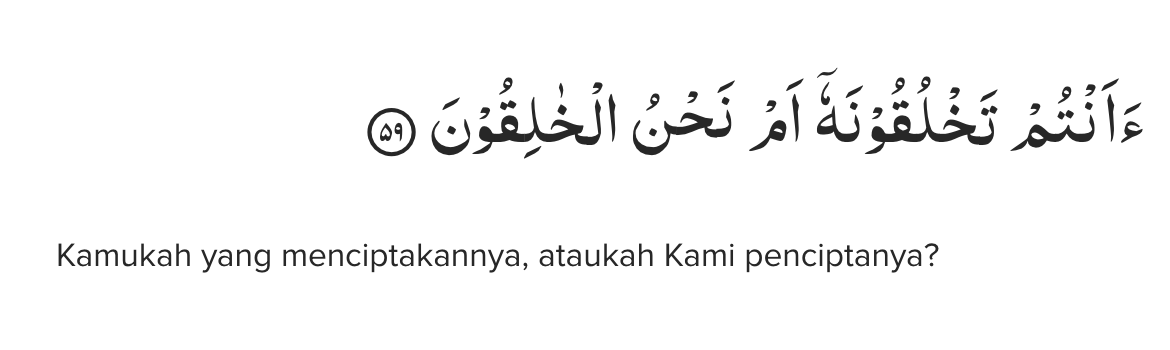 ءَاَنْتُمْ تَخْلُقُوْنَهٗٓ اَمْ نَحْنُ الْخٰلِقُوْنَ ۝٥٩
Kamukah yang menciptakannya, ataukah Kami penciptanya?